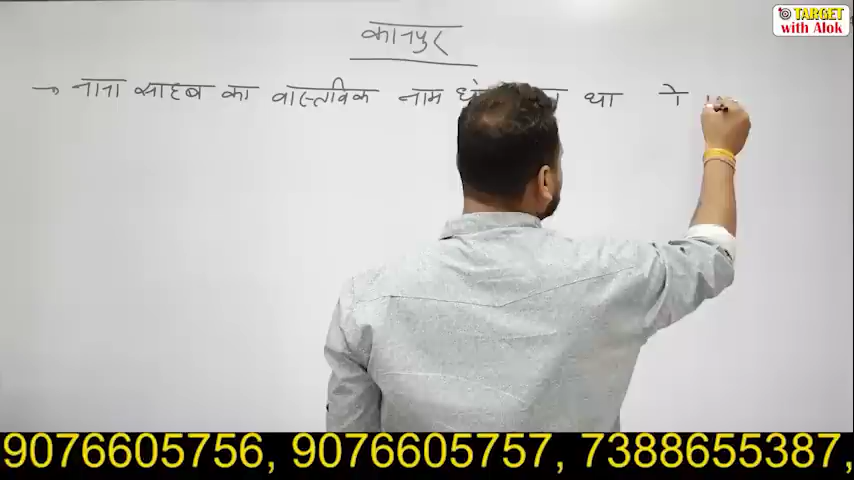 TARGET
with Alok
कानपुर
→ नाना साहब का वास्तविक नाम था
9076605756, 9076605757, 7388655387,